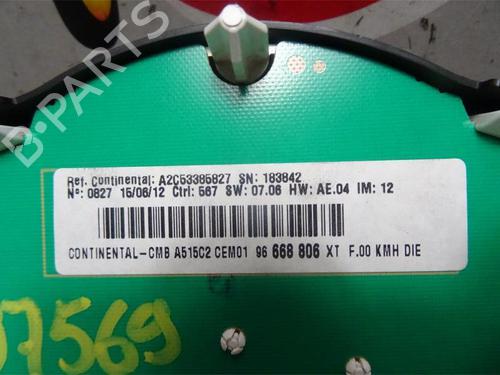 Ref. Continental: A2C53385827 SN: 183842
Nº: 0827 15/06/12 Ctrl: 567 SW: 07.06 HW: AE.04 IM: 12
CONTINENTAL-CMB A515C2 CEM01 96 668 806 XT F.00 KMH DIE
B-PARTS
07569